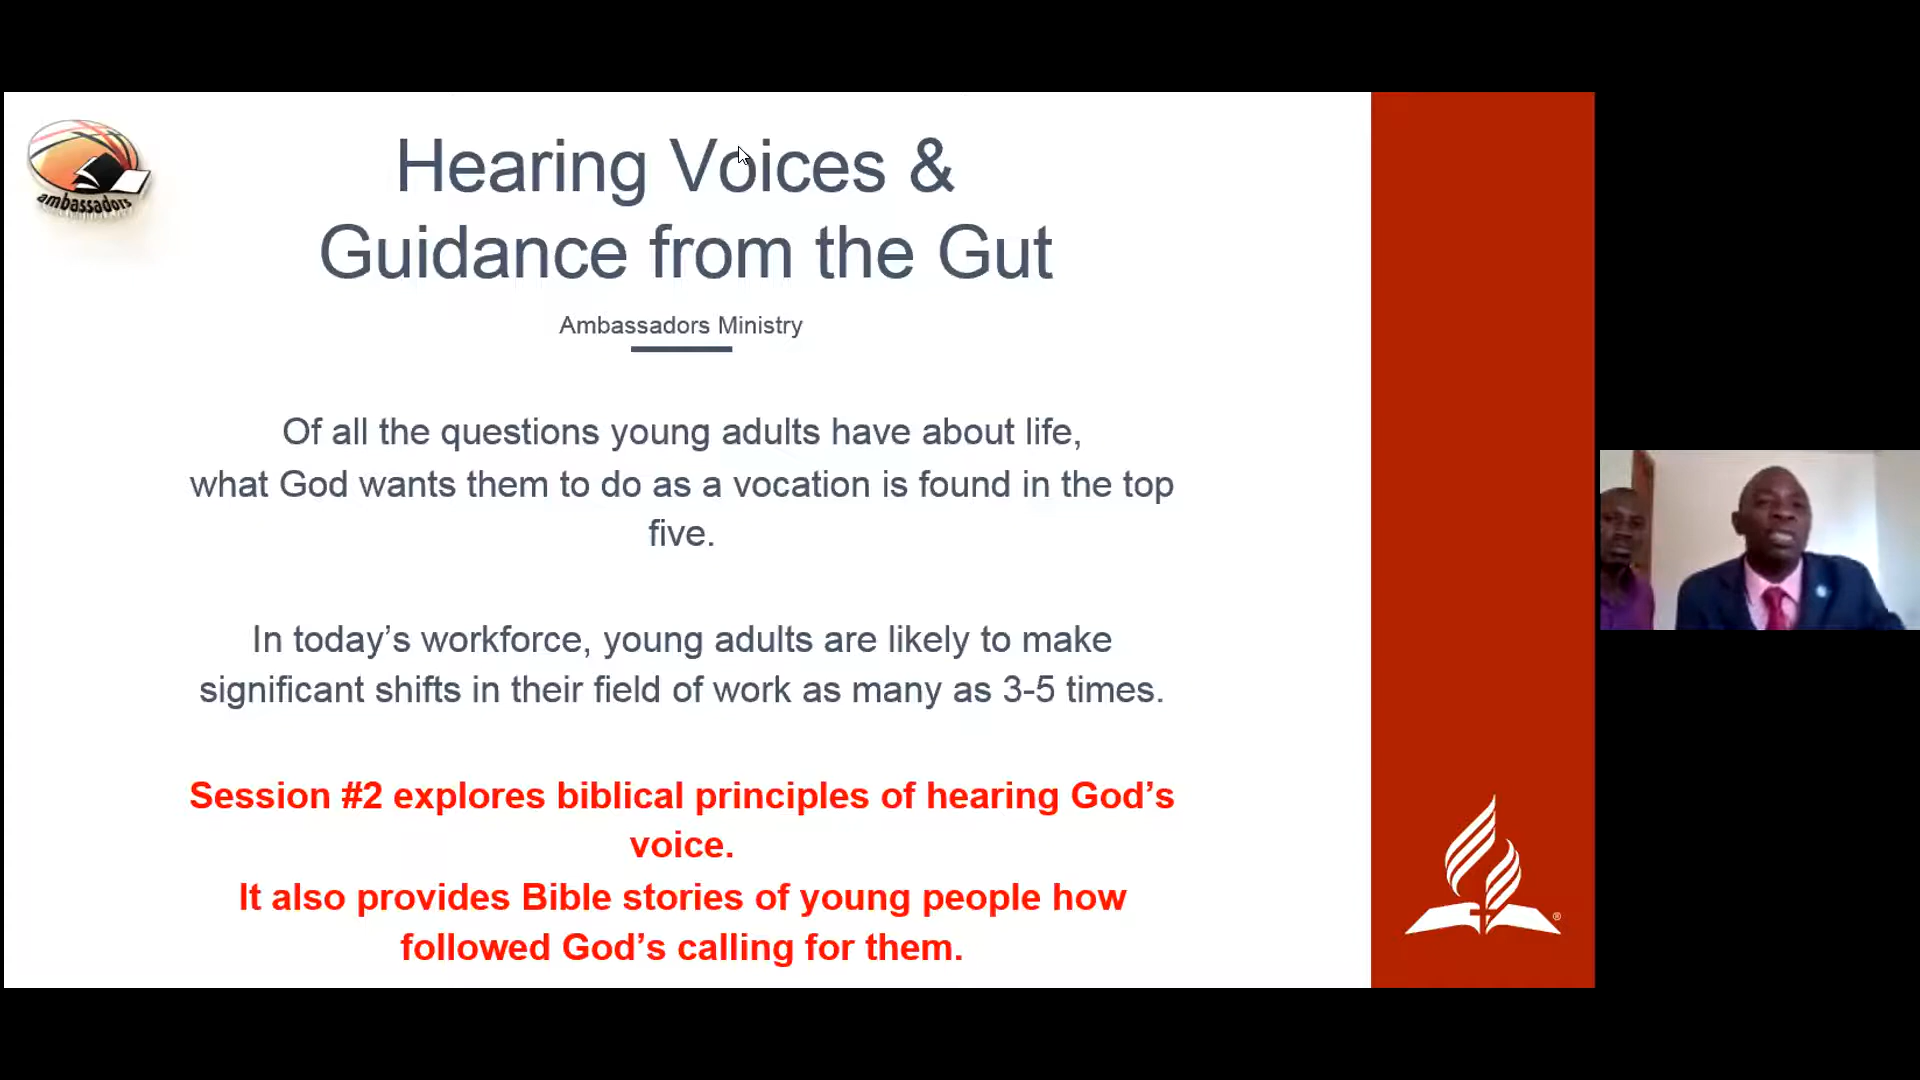 ambassadors
Hearing Voices &
Guidance from the Gut
Ambassadors Ministry
Of all the questions young adults have about life,
what God wants them to do as a vocation is found in the top
five.
In today’s workforce, young adults are likely to make
significant shifts in their field of work as many as 3-5 times.
Session #2 explores biblical principles of hearing God’s
voice.
It also provides Bible stories of young people how
followed God’s calling for them.
®